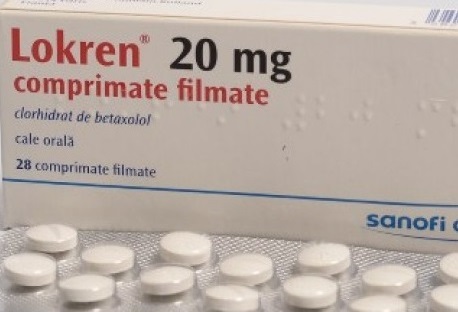 Lokren® 20 mg
comprimate filmate
clorhidrat de betaxolol
cale orală
28 comprimate filmate
sanofi